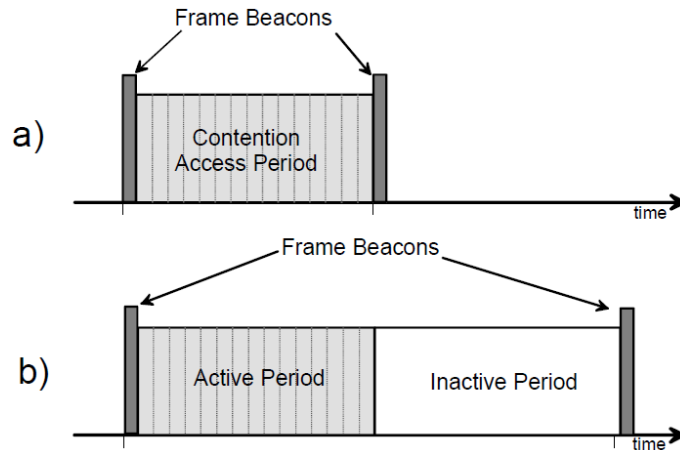 Frame Beacons
a)
Contention
Access Period
time
Frame Beacons
b)
Active Period
Inactive Period
time